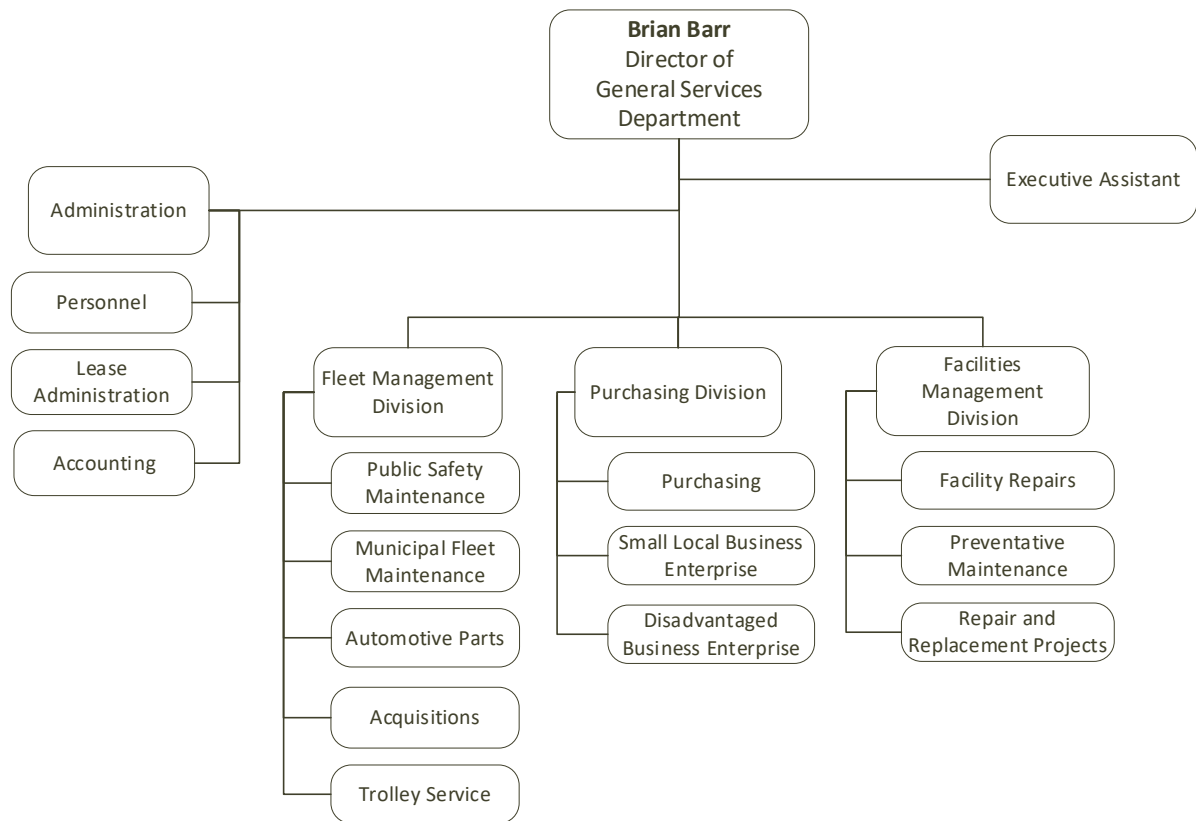 Brian Barr
Director of
General Services
Department
Executive Assistant
Administration
Personnel
Lease
Administration
Accounting
Fleet Management
Division
Public Safety
Maintenance
Municipal Fleet
Maintenance
Automotive Parts
Acquisitions
Trolley Service
Purchasing Division
Purchasing
Small Local Business
Enterprise
Disadvantaged
Business Enterprise
Facilities
Management
Division
Facility Repairs
Preventative
Maintenance
Repair and
Replacement Projects